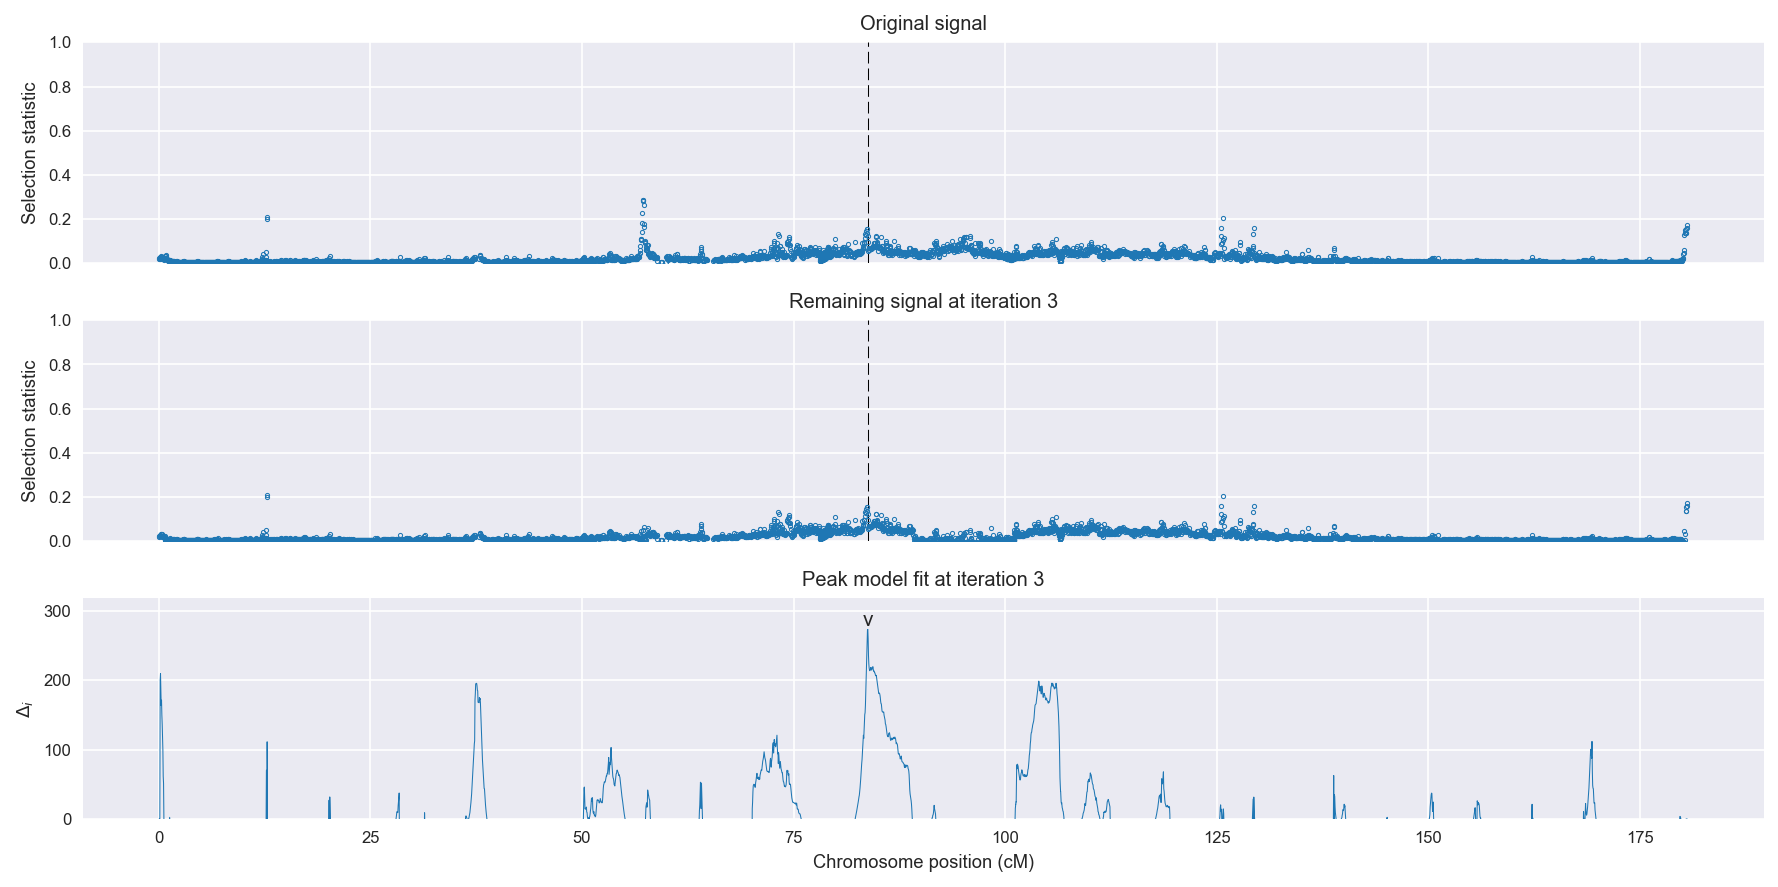 Original signal
Selection statistic
1.0
0.8
0.6
0.4
0.2
0.0
Remaining signal at iteration 3
Selection statistic
1.0
0.8
0.6
0.4
0.2
0.0
Peak model fit at iteration 3
Δi
300
200
100
0
v
0 25 50 75 100 125 150 175
Chromosome position (cM)